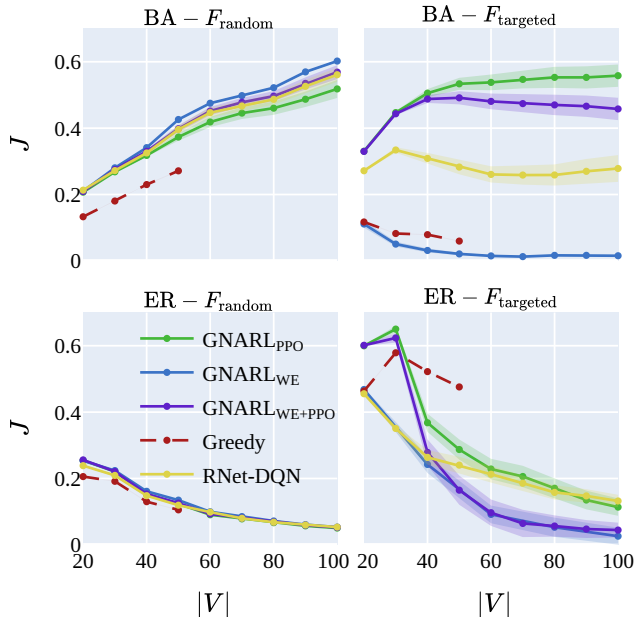 BA − F_random
BA − F_targeted
J
0.6
0.4
0.2
0
ER − F_random
ER − F_targeted
J
0.6
0.4
0.2
0
GNARL_PPO
GNARL_WE
GNARL_WE+PPO
Greedy
RNet-DQN
20 40 60 80 100
20 40 60 80 100
|V|
|V|